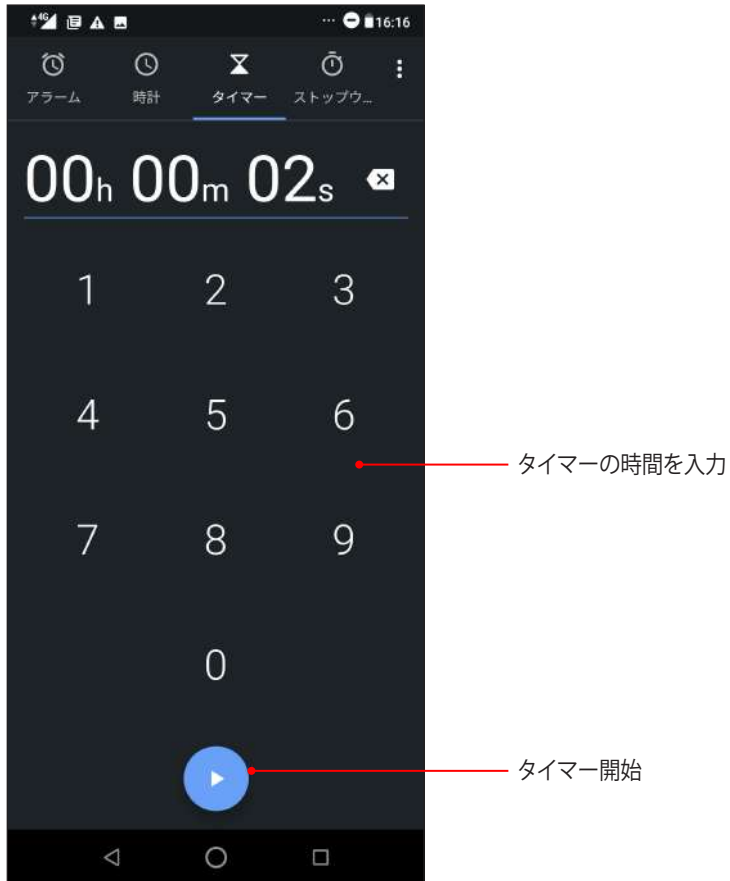 4G
16:16
アラーム 時計 タイマー ストップウ...
00h 00m 02s
1 2 3
4 5 6
タイマーの時間を入力
7 8 9
0
タイマー開始